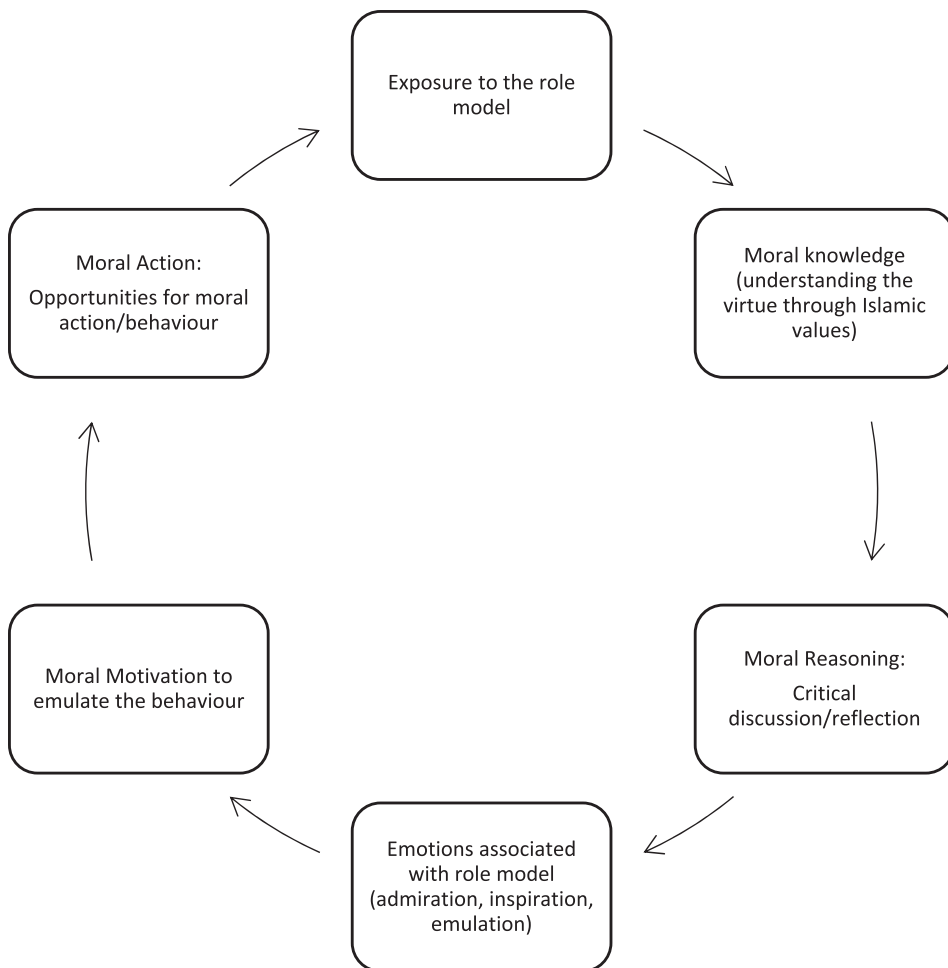 Exposure to the role
model
Moral knowledge
(understanding the
virtue through Islamic
values)
Moral Reasoning:
Critical
discussion/reflection
Emotions associated
with role model
(admiration, inspiration,
emulation)
Moral Motivation to
emulate the behaviour
Moral Action:
Opportunities for moral
action/behaviour